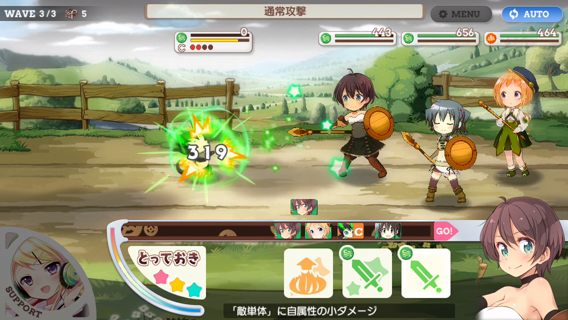 WAVE 3/3 5
通常攻撃
MENU
AUTO
0
443
656
464
C
319
C
GO!
とっておき
SUPPORT
「敵単体」に自属性の小ダメージ